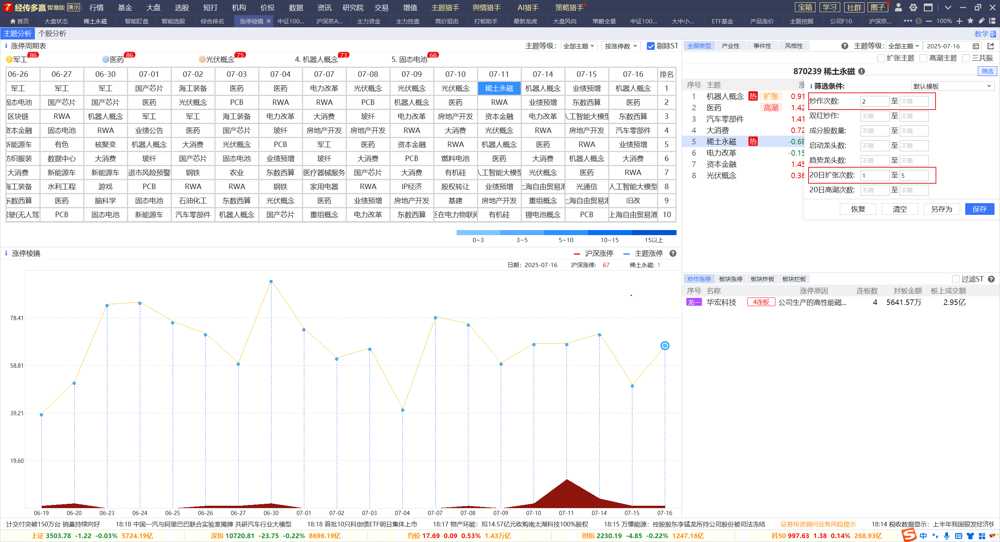 经传多赢 智尊版 演示 行情 基金 大盘 选股 短打 机构 价投 数据 资讯 研究院 交易 增值 主题猎手 舆情猎手 AI猎手 策略猎手 宝箱 学习 社群 圈子
首页 大盘状态 稀土永磁 智能盯盘 智能选股 综合排名 涨停棱镜 中证100... 沪深京A... 主力资金 主力控盘 竞价狙击 打板助手 最新龙虎 大盘风向 策略全景 中证100... 大中小... ETF基金 产品涨价 主题挖掘 公司F10 沪深京... 100%
主题分析 个股分析 教学
涨停周期表 主题等级: 全部主题 按涨停数 剔除ST
1 军工 86 2 医药 86 3 光伏概念 75 4. 机器人概念 73 5. 固态电池 66
06-26 06-27 06-30 07-01 07-02 07-03 07-04 07-07 07-08 07-09 07-10 07-11 07-14 07-15 07-16 排名
军工 军工 军工 国产芯片 海工装备 医药 医药 电力改革 光伏概念 光伏概念 光伏概念 稀土永磁 机器人概念 业绩预增 机器人概念 1
固态电池 国产芯片 国产芯片 医药 光伏概念 PCB RWA RWA PCB 机器人概念 医药 RWA 业绩预增 东数西算 医药 2
区块链 RWA 机器人概念 军工 军工 海工装备 电力改革 大消费 玻纤 电力改革 房地产开发 资本金融 电力改革 人工智能大模型 东数西算 3
资本金融 固态电池 RWA 业绩公告 医药 国产芯片 玻纤 房地产开发 房地产开发 RWA 大消费 光伏概念 RWA 房地产开发 汽车零部件 4
新能源车 有色 核聚变 机器人概念 大消费 光伏概念 PCB 军工 医药 资本金融 RWA 机器人概念 医药 RWA 业绩预增 5
纺织服装 数据中心 大消费 玻纤 国产芯片 固态电池 业绩预增 玻纤 大消费 PCB 燃料电池 医药 大消费 机器人概念 大消费 6
大消费 新能源车 新能源车 退市风险预警 钢铁 农业 东数西算 医疗器械服务 国产芯片 大消费 有机硅 人工智能大模型 光伏概念 医药 RWA 7
海工装备 水利工程 游戏 PCB RWA RWA 钢铁 家用电器 RWA IP经济 股权转让 业绩预增 上海自由贸易港 光通信 人工智能大模型 8
东数西算 医药 脑科学 固态电池 石油化工 东数西算 光伏概念 医药 业绩预增 房地产开发 基建 房地产开发 重组概念 上海自由贸易港 旧改 9
驾驶(无人驾 PCB 固态电池 新能源车 汽车零部件 机器人概念 国产芯片 重组概念 电力改革 东数西算 泛在电力物联网 有机硅 锂电池概念 PCB 上海自由贸易港 10
0~3 3~5 5~10 10~15 15以上
涨停棱镜 沪深涨停 主题涨停
日期: 2025-07-16 沪深涨停: 67 稀土永磁: 1
78.41
58.81
39.21
19.60
06-19 06-20 06-23 06-24 06-25 06-26 06-27 06-30 07-01 07-02 07-03 07-04 07-07 07-08 07-09 07-10 07-11 07-14 07-15 07-16
全部类型 产业性 事件性 风格性 主题等级: 全部主题 2025-07-16
扩张主题 高潮主题 三共振
870239 稀土永磁 筛选
序号 主题 涨
1 机器人概念 热 扩张 0.91
2 医药 高潮 1.42
3 汽车零部件 1.41
4 大消费 0.72
5 稀土永磁 热 -0.68
6 电力改革 -0.15
7 资本金融 1.45
8 光伏概念 0.36
筛选条件: 默认模板
炒作次数: 2 至 不限
双红炒作: 不限 至 不限
成分股数量: 不限 至 不限
启动龙头数: 不限 至 不限
趋势龙头数: 不限 至 不限
20日扩张次数: 1 至 5
20日高潮次数: 不限 至 不限
恢复 清空 另存为 保存
炒作涨停 板块涨停 板块炸板 板块烂板 过滤ST
序号 名称 涨停原因 连板数 封板金额 板上成交额
龙一 华宏科技 4连板 公司生产的高性能磁... 4 5641.57万 2.95亿
计交付突破150万台 销量持续向好 18:18 中国一汽与阿里巴巴联合实验室揭牌 共研汽车行业大模型 18:18 首批10只科创债ETF明日集体上市 18:17 物产环能: 拟14.57亿元收购南太湖科技100%股权 18:15 万憬能源: 控股股东李猛龙所持公司股份被司法冻结 证券投资顾问业务风险提示 18:14 税收数据显示: 上半年我国银发经济快
上证 3503.78 -1.22 -0.03% 5724.19亿 深指 10720.81 -23.75 -0.22% 8696.19亿 均价 17.69 0.09 0.53% 1.43万亿 创指 2230.19 -4.85 -0.22% 1247.16亿 科50 997.63 1.38 0.14% 268.93亿 中